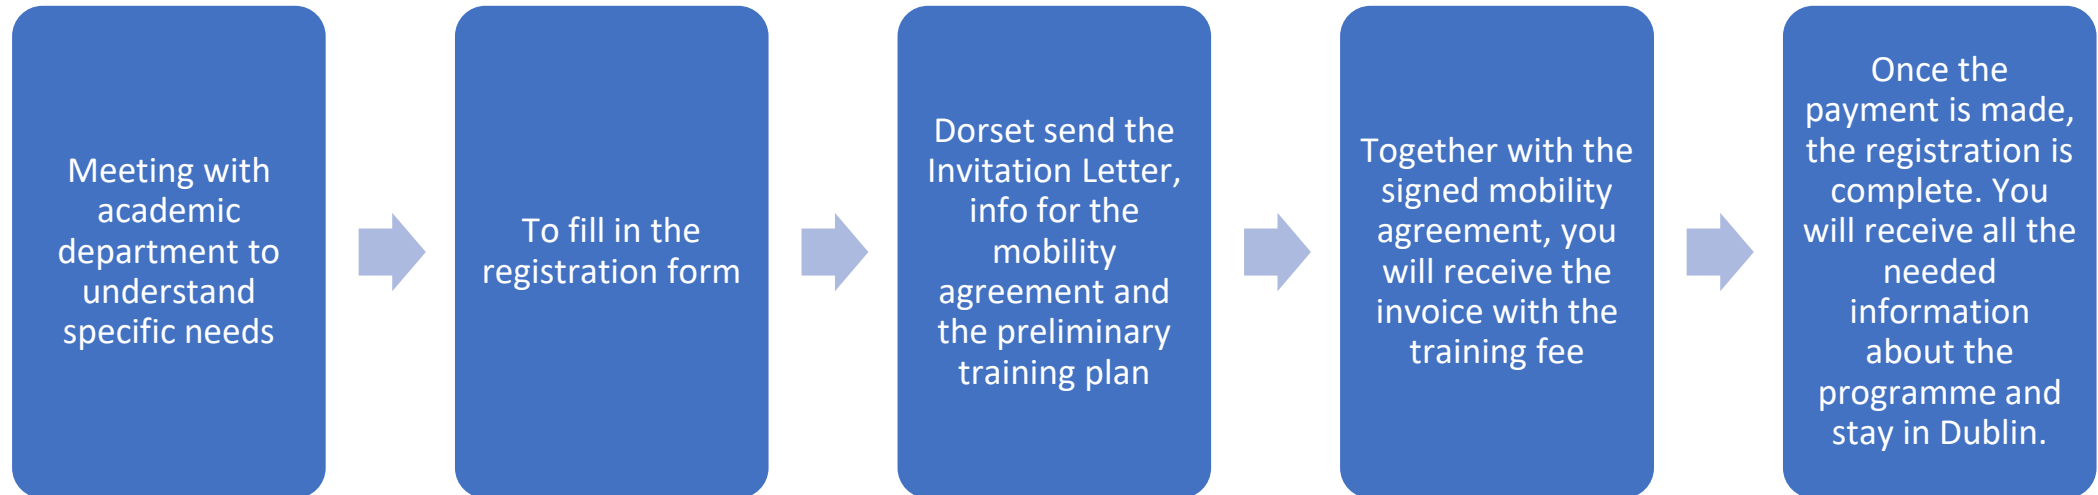 Meeting with
academic
department to
understand
specific needs
To fill in the
registration form
Dorset send the
Invitation Letter,
info for the
mobility
agreement and
the preliminary
training plan
Together with the
signed mobility
agreement, you
will receive the
invoice with the
training fee
Once the
payment is made,
the registration is
complete. You
will receive all the
needed
information
about the
programme and
stay in Dublin.